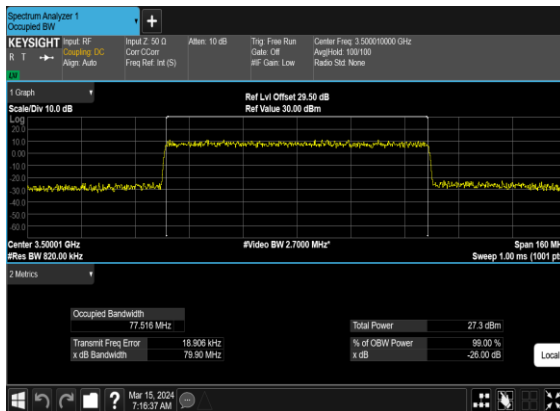 Spectrum Analyzer 1
Occupied BW
KEYSIGHT
R T
Input: RF
Coupling: DC
Align: Auto
Input Z: 50 Ω
Corr CCorr
Freq Ref: Int (S)
Atten: 10 dB
Trig: Free Run
Gate: Off
#IF Gain: Low
Center Freq: 3.500010000 GHz
Avg|Hold: 100/100
Radio Std: None
1 Graph
Scale/Div 10.0 dB
Ref Lvl Offset 29.50 dB
Ref Value 30.00 dBm
Log
20.0
10.0
0.00
-10.0
-20.0
-30.0
-40.0
-50.0
-60.0
Center 3.50001 GHz
#Video BW 2.7000 MHz*
Span 160 MH
#Res BW 820.00 kHz
Sweep 1.00 ms (1001 pts
2 Metrics
Occupied Bandwidth
77.516 MHz
Total Power
27.3 dBm
Transmit Freq Error
18.906 kHz
% of OBW Power
99.00 %
x dB Bandwidth
79.90 MHz
x dB
-26.00 dB
Local
Mar 15, 2024
7:16:37 AM